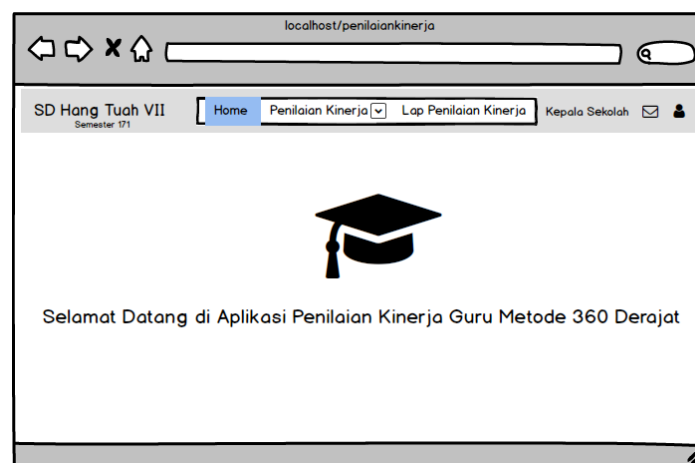 localhost/penilaiankinerja
SD Hang Tuah VII Home Penilaian Kinerja Lap Penilaian Kinerja Kepala Sekolah
Semester 171
Selamat Datang di Aplikasi Penilaian Kinerja Guru Metode 360 Derajat